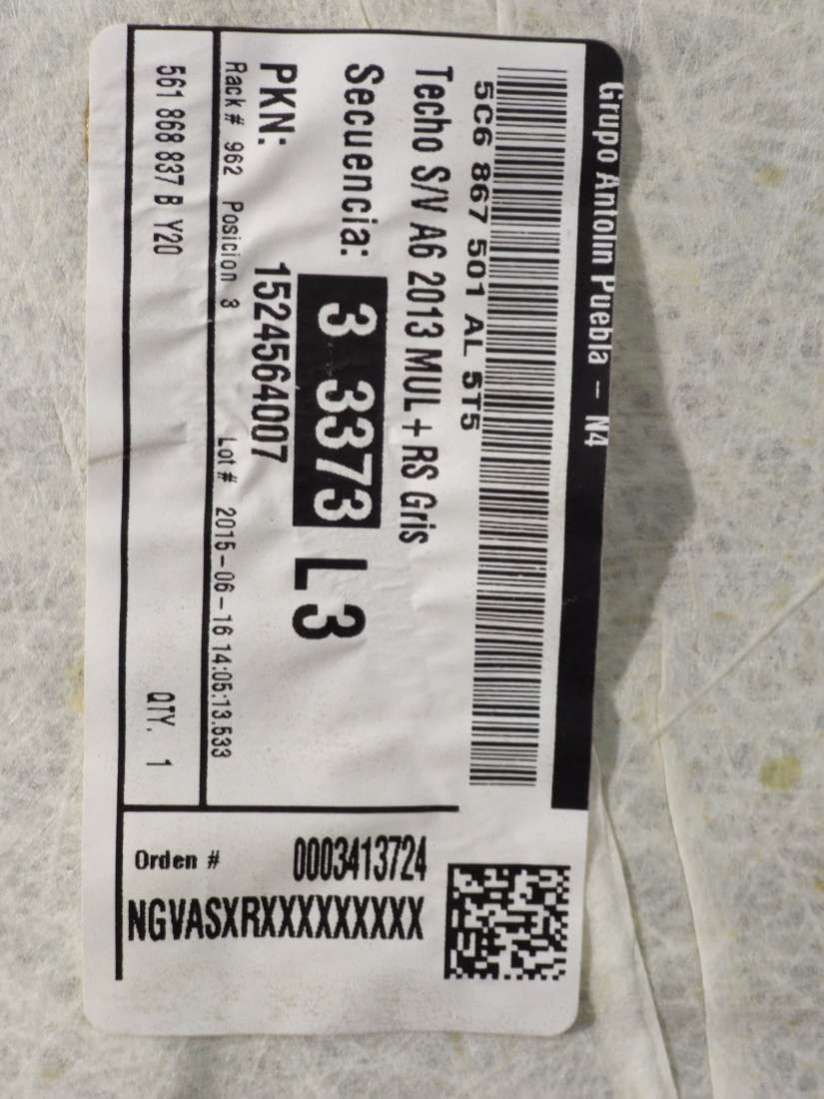 Grupo Antolin Puebla -- N4
5C6 867 501 AL 5T5
Techo S/V A6 2013 MUL + RS Gris
Secuencia: 3 3373 L3
PKN: 1524564007
Rack # 962 Posicion 3 Lot # 2015-06-16 14:05:13.533
561 868 837 B Y20 QTY. 1
Orden # 0003413724
NGVASXRXXXXXXXXX